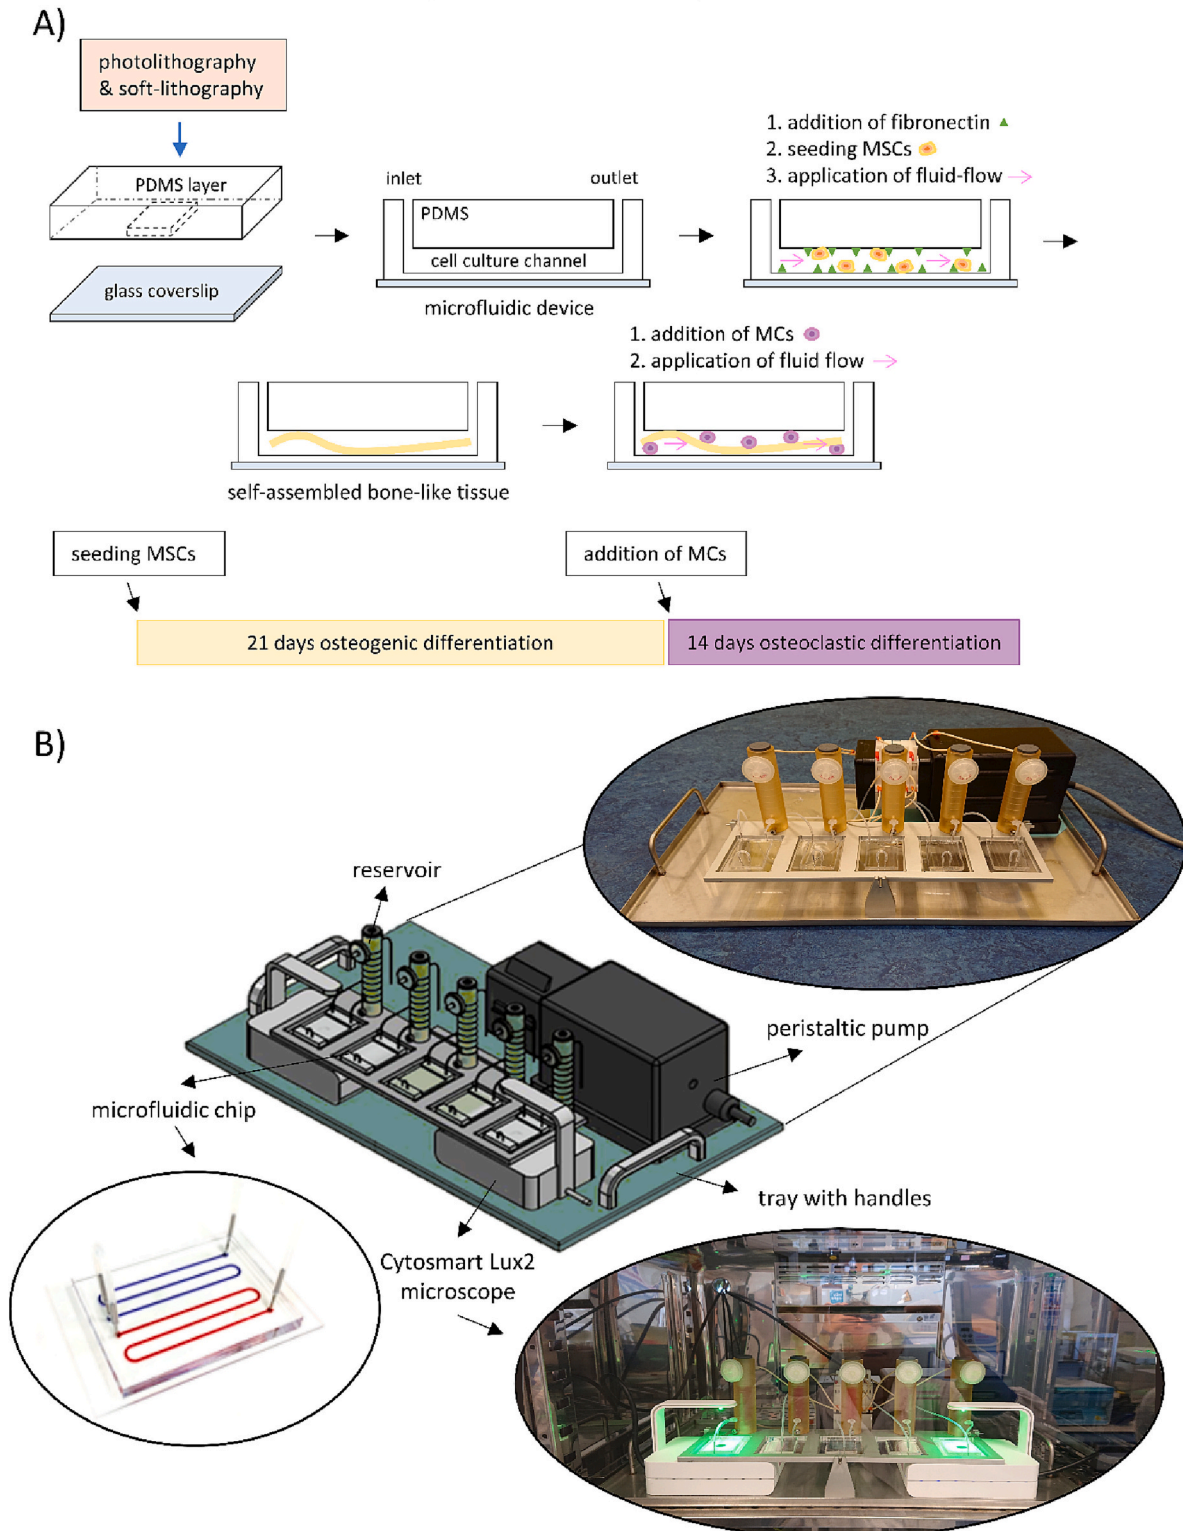 A)
photolithography
& soft-lithography
PDMS layer
glass coverslip
inlet
outlet
PDMS
cell culture channel
microfluidic device
1. addition of fibronectin
2. seeding MSCs
3. application of fluid-flow
self-assembled bone-like tissue
1. addition of MCs
2. application of fluid flow
seeding MSCs
addition of MCs
21 days osteogenic differentiation
14 days osteoclastic differentiation
B)
reservoir
peristaltic pump
microfluidic chip
tray with handles
Cytosmart Lux2
microscope